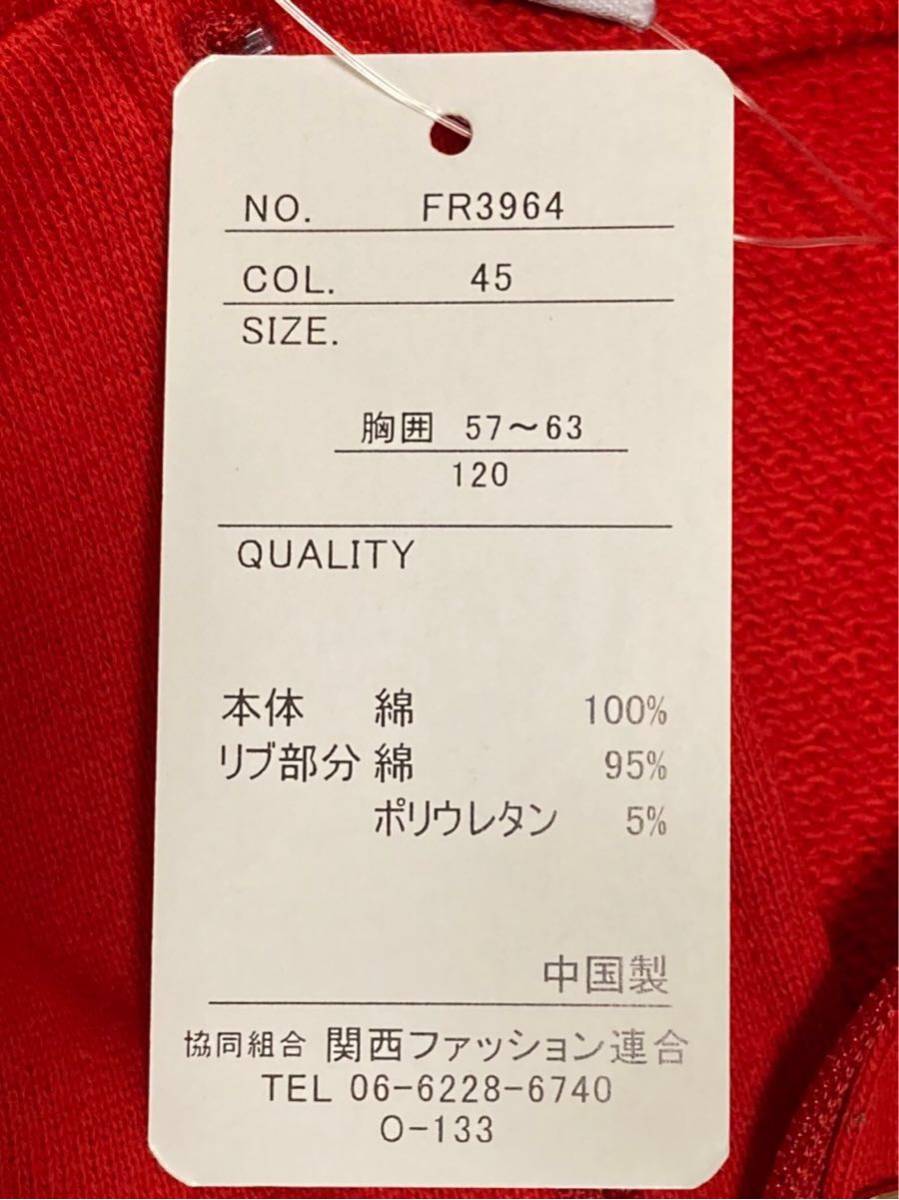 NO. FR3964
COL. 45
SIZE.
胸囲 57～63
120
QUALITY
本体 綿 100%
リブ部分 綿 95%
ポリウレタン 5%
中国製
協同組合 関西ファッション連合
TEL 06-6228-6740
O-133